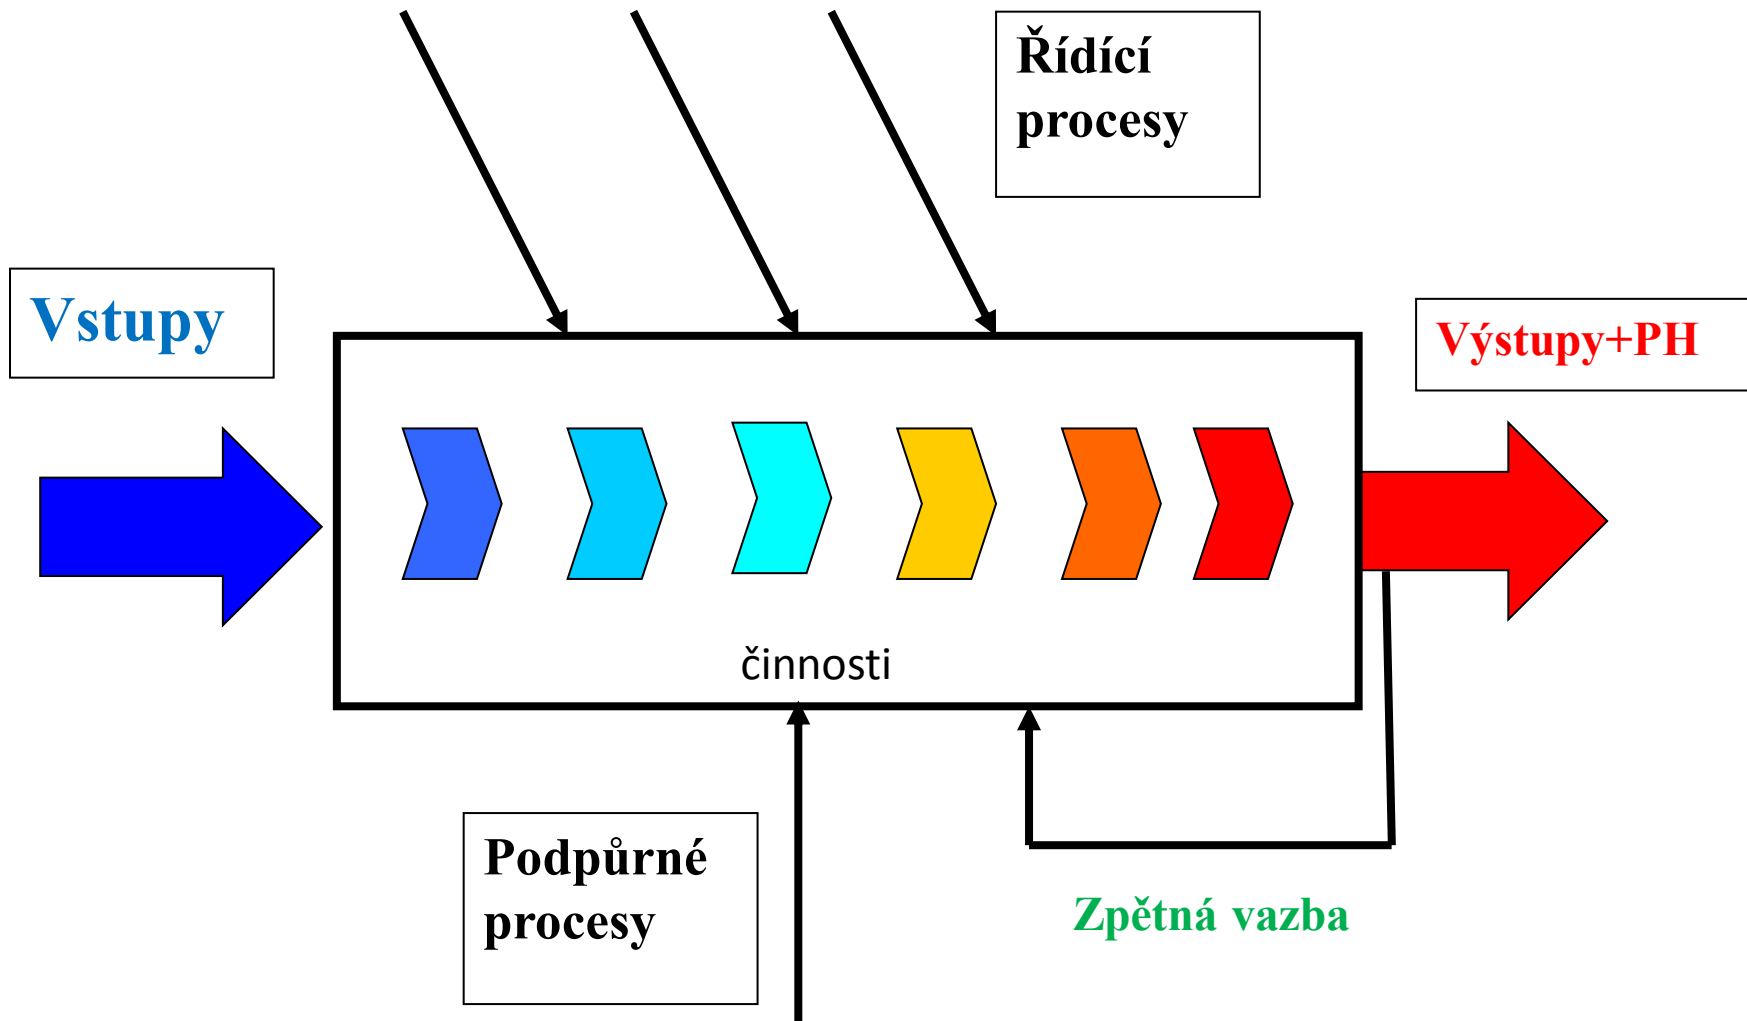 Řídící
procesy
Vstupy
Výstupy+PH
činnosti
Podpůrné
procesy
Zpětná vazba